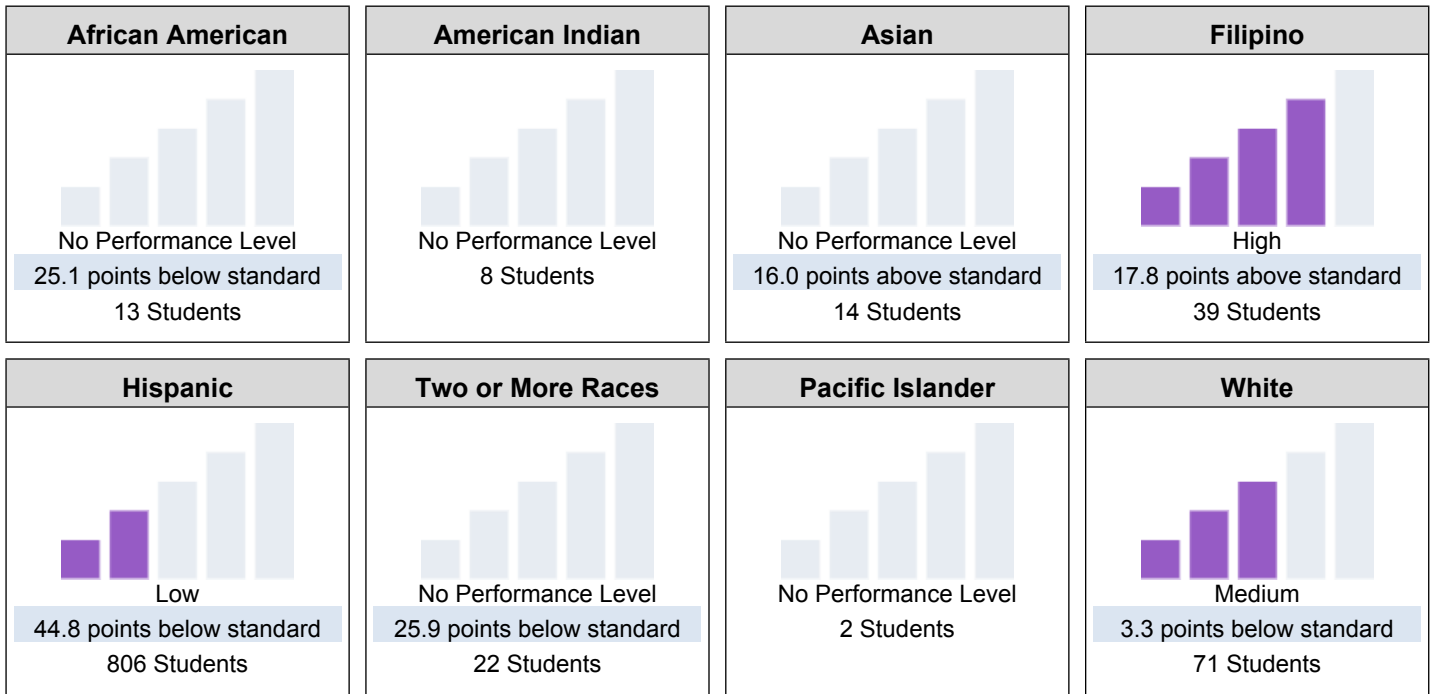 African American
No Performance Level
25.1 points below standard
13 Students
American Indian
No Performance Level
8 Students
Asian
No Performance Level
16.0 points above standard
14 Students
Filipino
High
17.8 points above standard
39 Students
Hispanic
Low
44.8 points below standard
806 Students
Two or More Races
No Performance Level
25.9 points below standard
22 Students
Pacific Islander
No Performance Level
2 Students
White
Medium
3.3 points below standard
71 Students